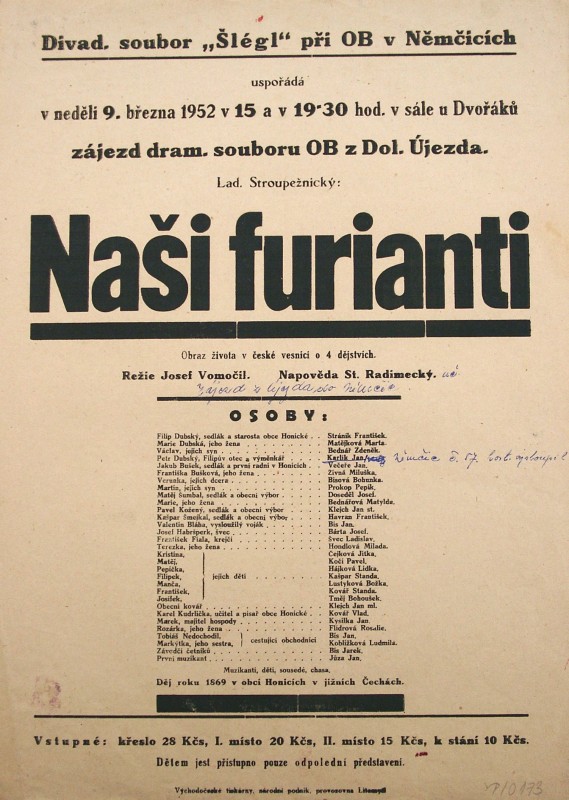 Divad. soubor „Šlégl“ při OB v Němčicích
uspořádá
v neděli 9. března 1952 v 15 a v 19·30 hod. v sále u Dvořáků
zájezd dram. souboru OB z Dol. Újezda.
Lad. Stroupežnický:
Naši furianti
Obraz života v české vesnici o 4 dějstvích.
Režie Josef Vomočil. Napověda St. Radimecký.
Zájezd z Újezda do Němčic.
OSOBY:
Filip Dubský, sedlák a starosta obce Honické . . Stráník František.
Marie Dubská, jeho žena . . . Matějková Marta.
Václav, jejich syn . . . Bednář Zdeněk.
Petr Dubský, Filipův otec a výměnkář . . . Karlík Jan, Němčic č. 57
Jakub Bušek, sedlák a první radní v Honicích . Večeře Jan.
Františka Bušková, jeho žena . . . Živná Miluška.
Verunka, jejich dcera . . . Bisová Bohunka.
Martin, jejich syn . . . Prokop Pepík.
Matěj Šumbal, sedlák a obecní výbor . . . Doseděl Josef.
Marie, jeho žena . . . Bednářová Matylda.
Pavel Kožený, sedlák a obecní výbor . . . Klejch Jan st.
Kašpar Šmejkal, sedlák a obecní výbor . . . Havran František.
Valentin Bláha, vysloužilý voják . . . Bis Jan.
Josef Habršperk, švec . . . Bárta Josef.
František Fiala, krejčí . . . Švec Ladislav.
Terezka, jeho žena . . . Hondlová Milada.
Kristina, Cejková Jitka,
Matěj, Kočí Pavel.
Pepička, Hájková Lidka,
Filipek, jejich děti . . . Kašpar Standa.
Manča, Lustyková Božka.
František, Kovář Standa.
Josífek, Tměj Bohoušek.
Obecní kovář . . . Klejch Jan ml.
Karel Kudrlička, učitel a písař obce Honické . . Kovář Vlad.
Marek, majitel hospody . . . Kysilka Jan.
Rozárka, jeho žena . . . Flídrová Rosalie.
Tobiáš Nedochodil, Bis Jan,
Markytka, jeho sestra, cestující obchodníci Kobližková Ludmila.
Závodčí četníků . . . Bis Jarek.
První muzikant . . . Jůza Jan.
Muzikanti, děti, sousedé, chasa.
Děj roku 1869 v obci Honicích v jižních Čechách.
Vstupné: křeslo 28 Kčs, I. místo 20 Kčs, II. místo 15 Kčs, k stání 10 Kčs.
Dětem jest přístupno pouze odpolední představení.
Východočeské tiskárny, národní podnik, provozovna Litomyšl